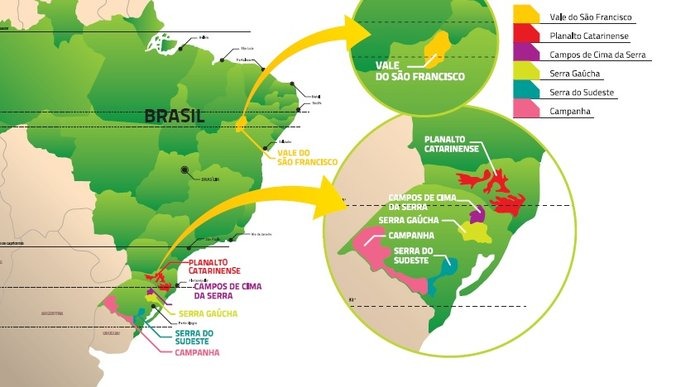 Vale do São Francisco
Planalto Catarinense
Campos de Cima da Serra
Serra Gaúcha
Serra do Sudeste
Campanha
VALE
DO SÃO FRANCISCO
BRASIL
VALE DO
SÃO FRANCISCO
BRASÍLIA
PLANALTO
CATARINENSE
CAMPOS DE CIMA
DA SERRA
SERRA GAÚCHA
CAMPANHA
SERRA DO
SUDESTE
PLANALTO
CATARINENSE
CAMPOS DE CIMA
DA SERRA
SERRA GAÚCHA
SERRA DO
SUDESTE
CAMPANHA
ARGENTINA
URUGUAI